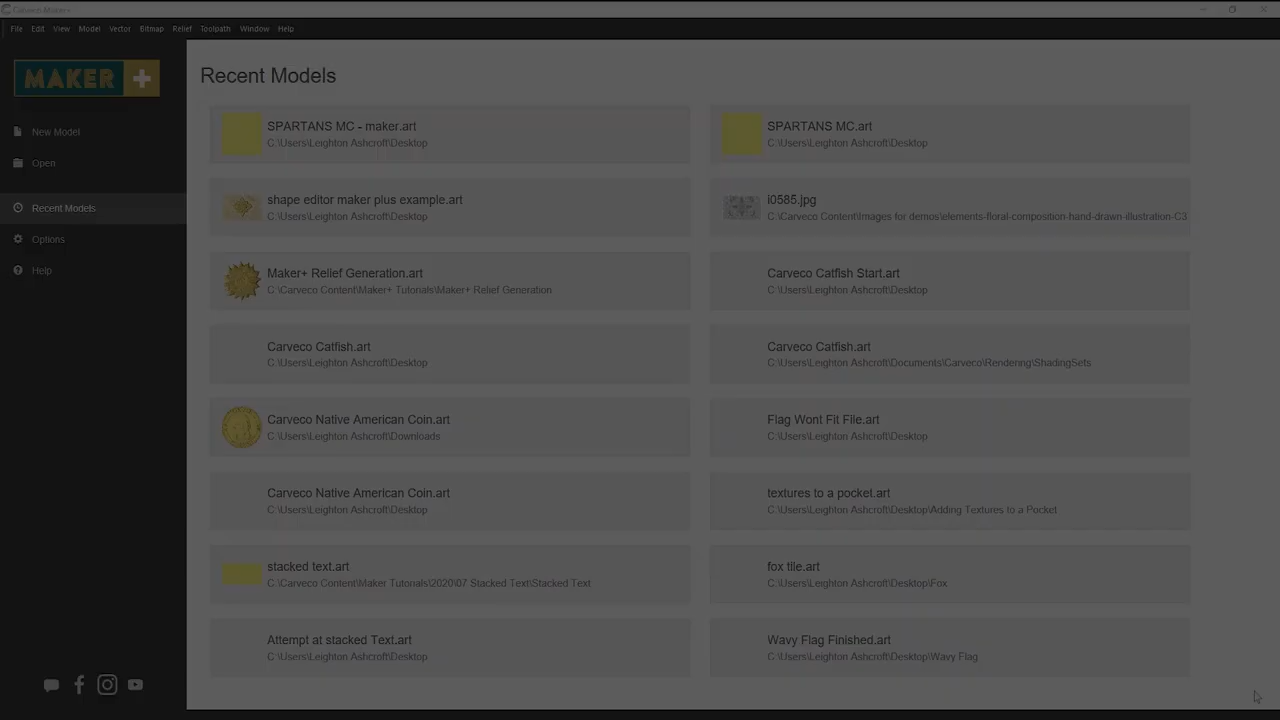 Carveco Maker+
File Edit View Model Vector Bitmap Relief Toolpath Window Help
MAKER +
New Model
Open
Recent Models
Options
Help
Recent Models
SPARTANS MC - maker.art
C:\Users\Leighton Ashcroft\Desktop
SPARTANS MC.art
C:\Users\Leighton Ashcroft\Desktop
shape editor maker plus example.art
C:\Users\Leighton Ashcroft\Desktop
i0585.jpg
C:\Carveco Content\Images for demos\elements-floral-composition-hand-drawn-illustration-C3
Maker+ Relief Generation.art
C:\Carveco Content\Maker+ Tutorials\Maker+ Relief Generation
Carveco Catfish Start.art
C:\Users\Leighton Ashcroft\Desktop
Carveco Catfish.art
C:\Users\Leighton Ashcroft\Desktop
Carveco Catfish.art
C:\Users\Leighton Ashcroft\Documents\Carveco\Rendering\ShadingSets
Carveco Native American Coin.art
C:\Users\Leighton Ashcroft\Downloads
Flag Wont Fit File.art
C:\Users\Leighton Ashcroft\Desktop
Carveco Native American Coin.art
C:\Users\Leighton Ashcroft\Desktop
textures to a pocket.art
C:\Users\Leighton Ashcroft\Desktop\Adding Textures to a Pocket
stacked text.art
C:\Carveco Content\Maker Tutorials\2020\07 Stacked Text\Stacked Text
fox tile.art
C:\Users\Leighton Ashcroft\Desktop\Fox
Attempt at stacked Text.art
C:\Users\Leighton Ashcroft\Desktop
Wavy Flag Finished.art
C:\Users\Leighton Ashcroft\Desktop\Wavy Flag